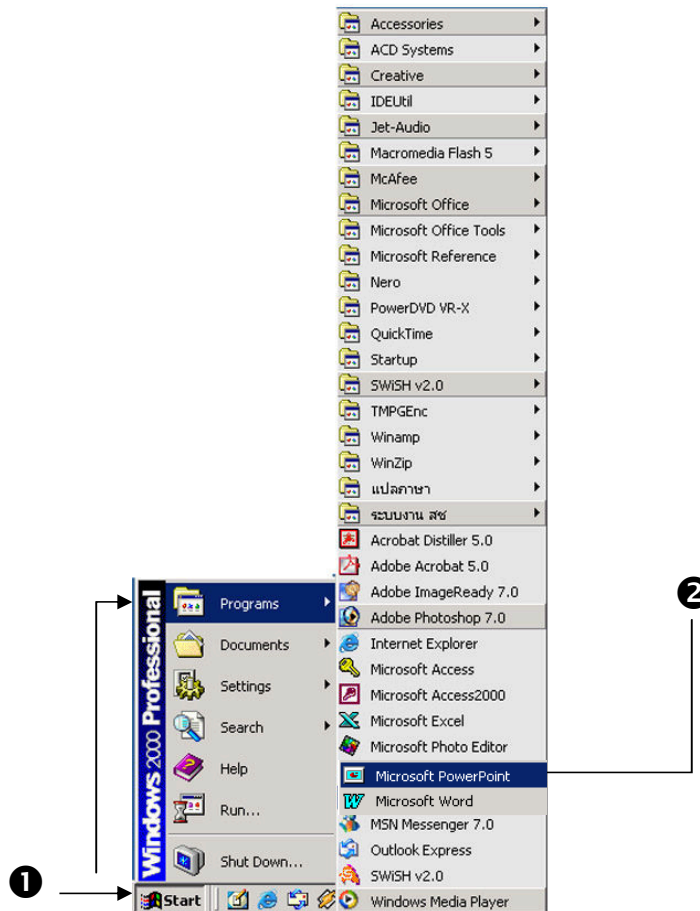 Accessories
ACD Systems
Creative
IDEUtil
Jet-Audio
Macromedia Flash 5
McAfee
Microsoft Office
Microsoft Office Tools
Microsoft Reference
Nero
PowerDVD VR-X
QuickTime
Startup
SWiSH v2.0
TMPGEnc
Winamp
WinZip
แปลภาษา
ระบบงาน สช
Acrobat Distiller 5.0
Adobe Acrobat 5.0
Adobe ImageReady 7.0
Adobe Photoshop 7.0
Internet Explorer
Microsoft Access
Microsoft Access2000
Microsoft Excel
Microsoft Photo Editor
Microsoft PowerPoint
Microsoft Word
MSN Messenger 7.0
Outlook Express
SWiSH v2.0
Windows Media Player
❷
Windows 2000 Professional
Programs
Documents
Settings
Search
Help
Run...
Shut Down...
❶
Start